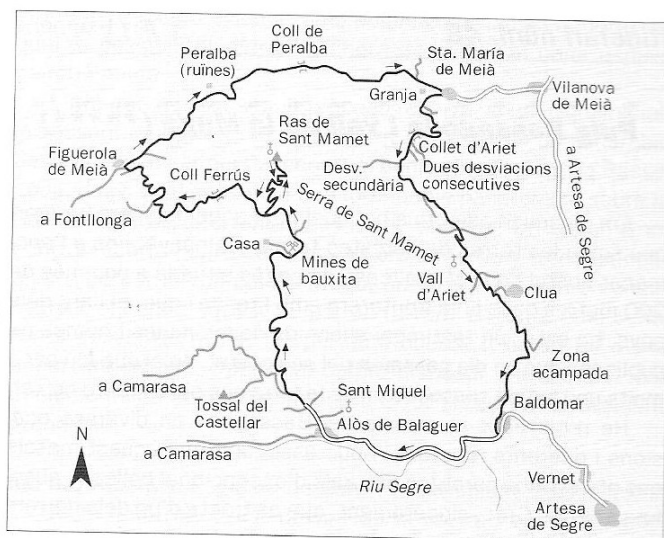 Coll de
Peralba
Peralba
(ruïnes)
Sta. María
de Meià
Granja
Vilanova
de Meià
Ras de
Sant Mamet
Collet d'Ariet
Dues desviacions
consecutives
Desv.
secundària
a Artesa de Segre
Figuerola
de Meià
Coll Ferrús
a Fontllonga
Serra de Sant Mamet
Casa
Mines de
bauxita
Vall
d'Ariet
Clua
Zona
acampada
a Camarasa
Tossal del
Castellar
Sant Miquel
Baldomar
Alòs de Balaguer
a Camarasa
N
Riu Segre
Vernet
Artesa
de Segre